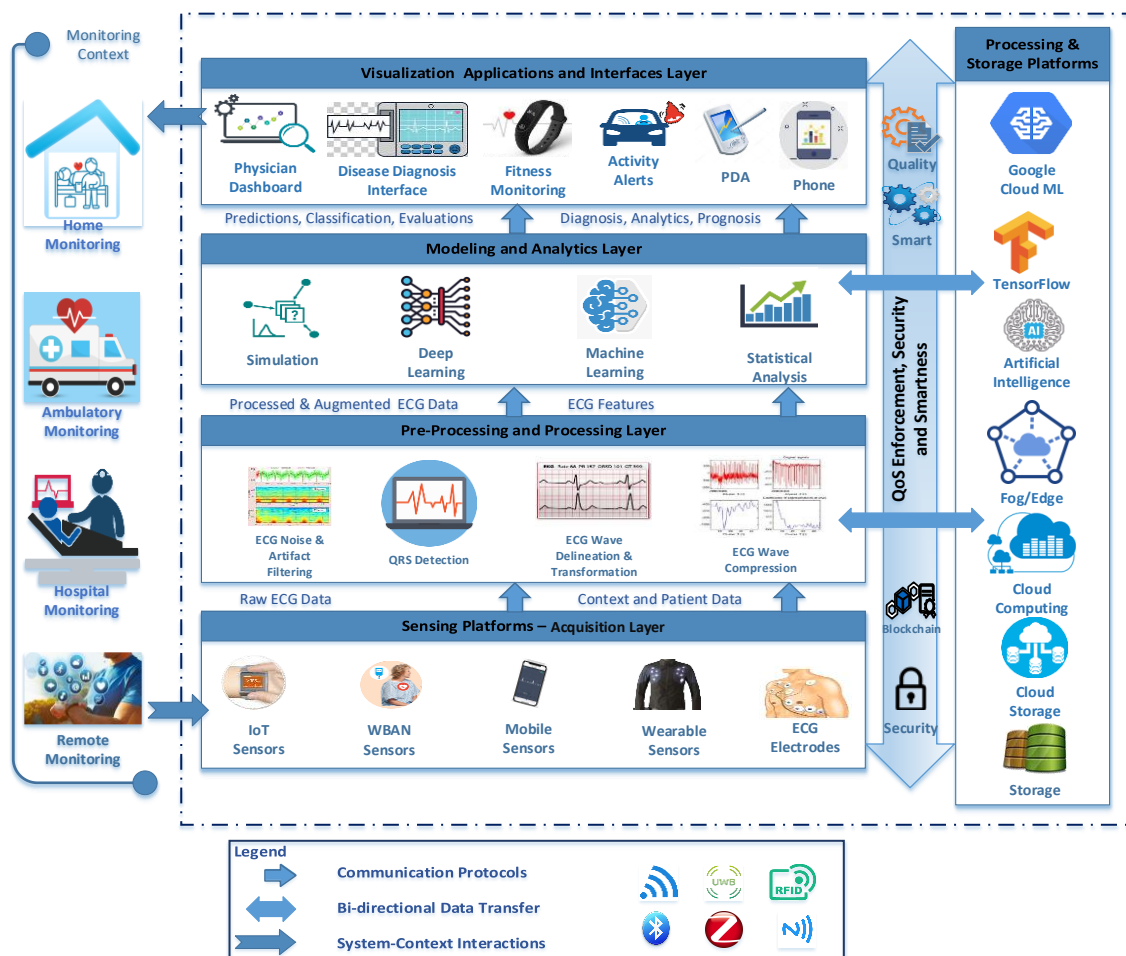 Monitoring
Context
Home
Monitoring
Ambulatory
Monitoring
Hospital
Monitoring
Remote
Monitoring
Visualization Applications and Interfaces Layer
Physician
Dashboard
Disease Diagnosis
Interface
Fitness
Monitoring
Activity
Alerts
PDA
Phone
Predictions, Classification, Evaluations
Diagnosis, Analytics, Prognosis
Modeling and Analytics Layer
?
Simulation
Deep
Learning
Machine
Learning
Statistical
Analysis
Processed & Augmented ECG Data
ECG Features
Pre-Processing and Processing Layer
ECG Noise &
Artifact
Filtering
QRS Detection
ECG Wave
Delineation &
Transformation
ECG Wave
Compression
Raw ECG Data
Context and Patient Data
Sensing Platforms – Acquisition Layer
IoT
Sensors
WBAN
Sensors
Mobile
Sensors
Wearable
Sensors
ECG
Electrodes
Quality
Smart
QoS Enforcement, Security
and Smartness
Blockchain
Security
Processing &
Storage Platforms
Google
Cloud ML
TensorFlow
AI
Artificial
Intelligence
Fog/Edge
Cloud
Computing
Cloud
Storage
Storage
Legend
Communication Protocols
Bi-directional Data Transfer
System-Context Interactions
UWB
RFID